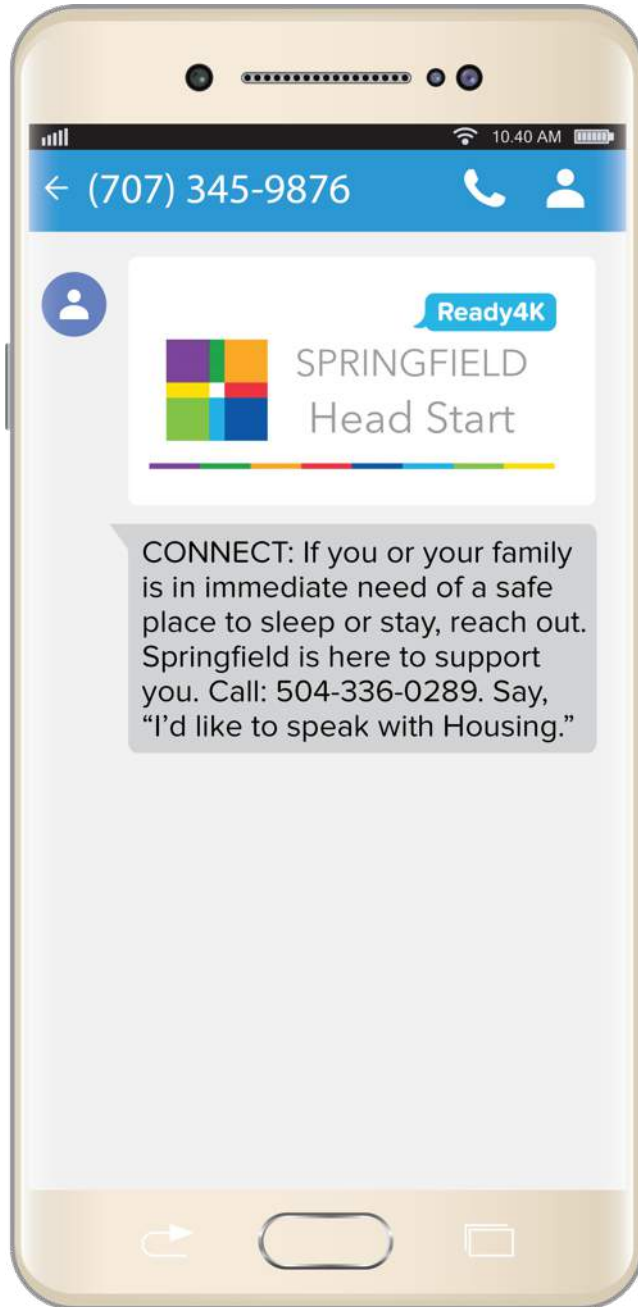 10.40 AM
(707) 345-9876
Ready4K
SPRINGFIELD
Head Start
CONNECT: If you or your family
is in immediate need of a safe
place to sleep or stay, reach out.
Springfield is here to support
you. Call: 504-336-0289. Say,
“I’d like to speak with Housing.”